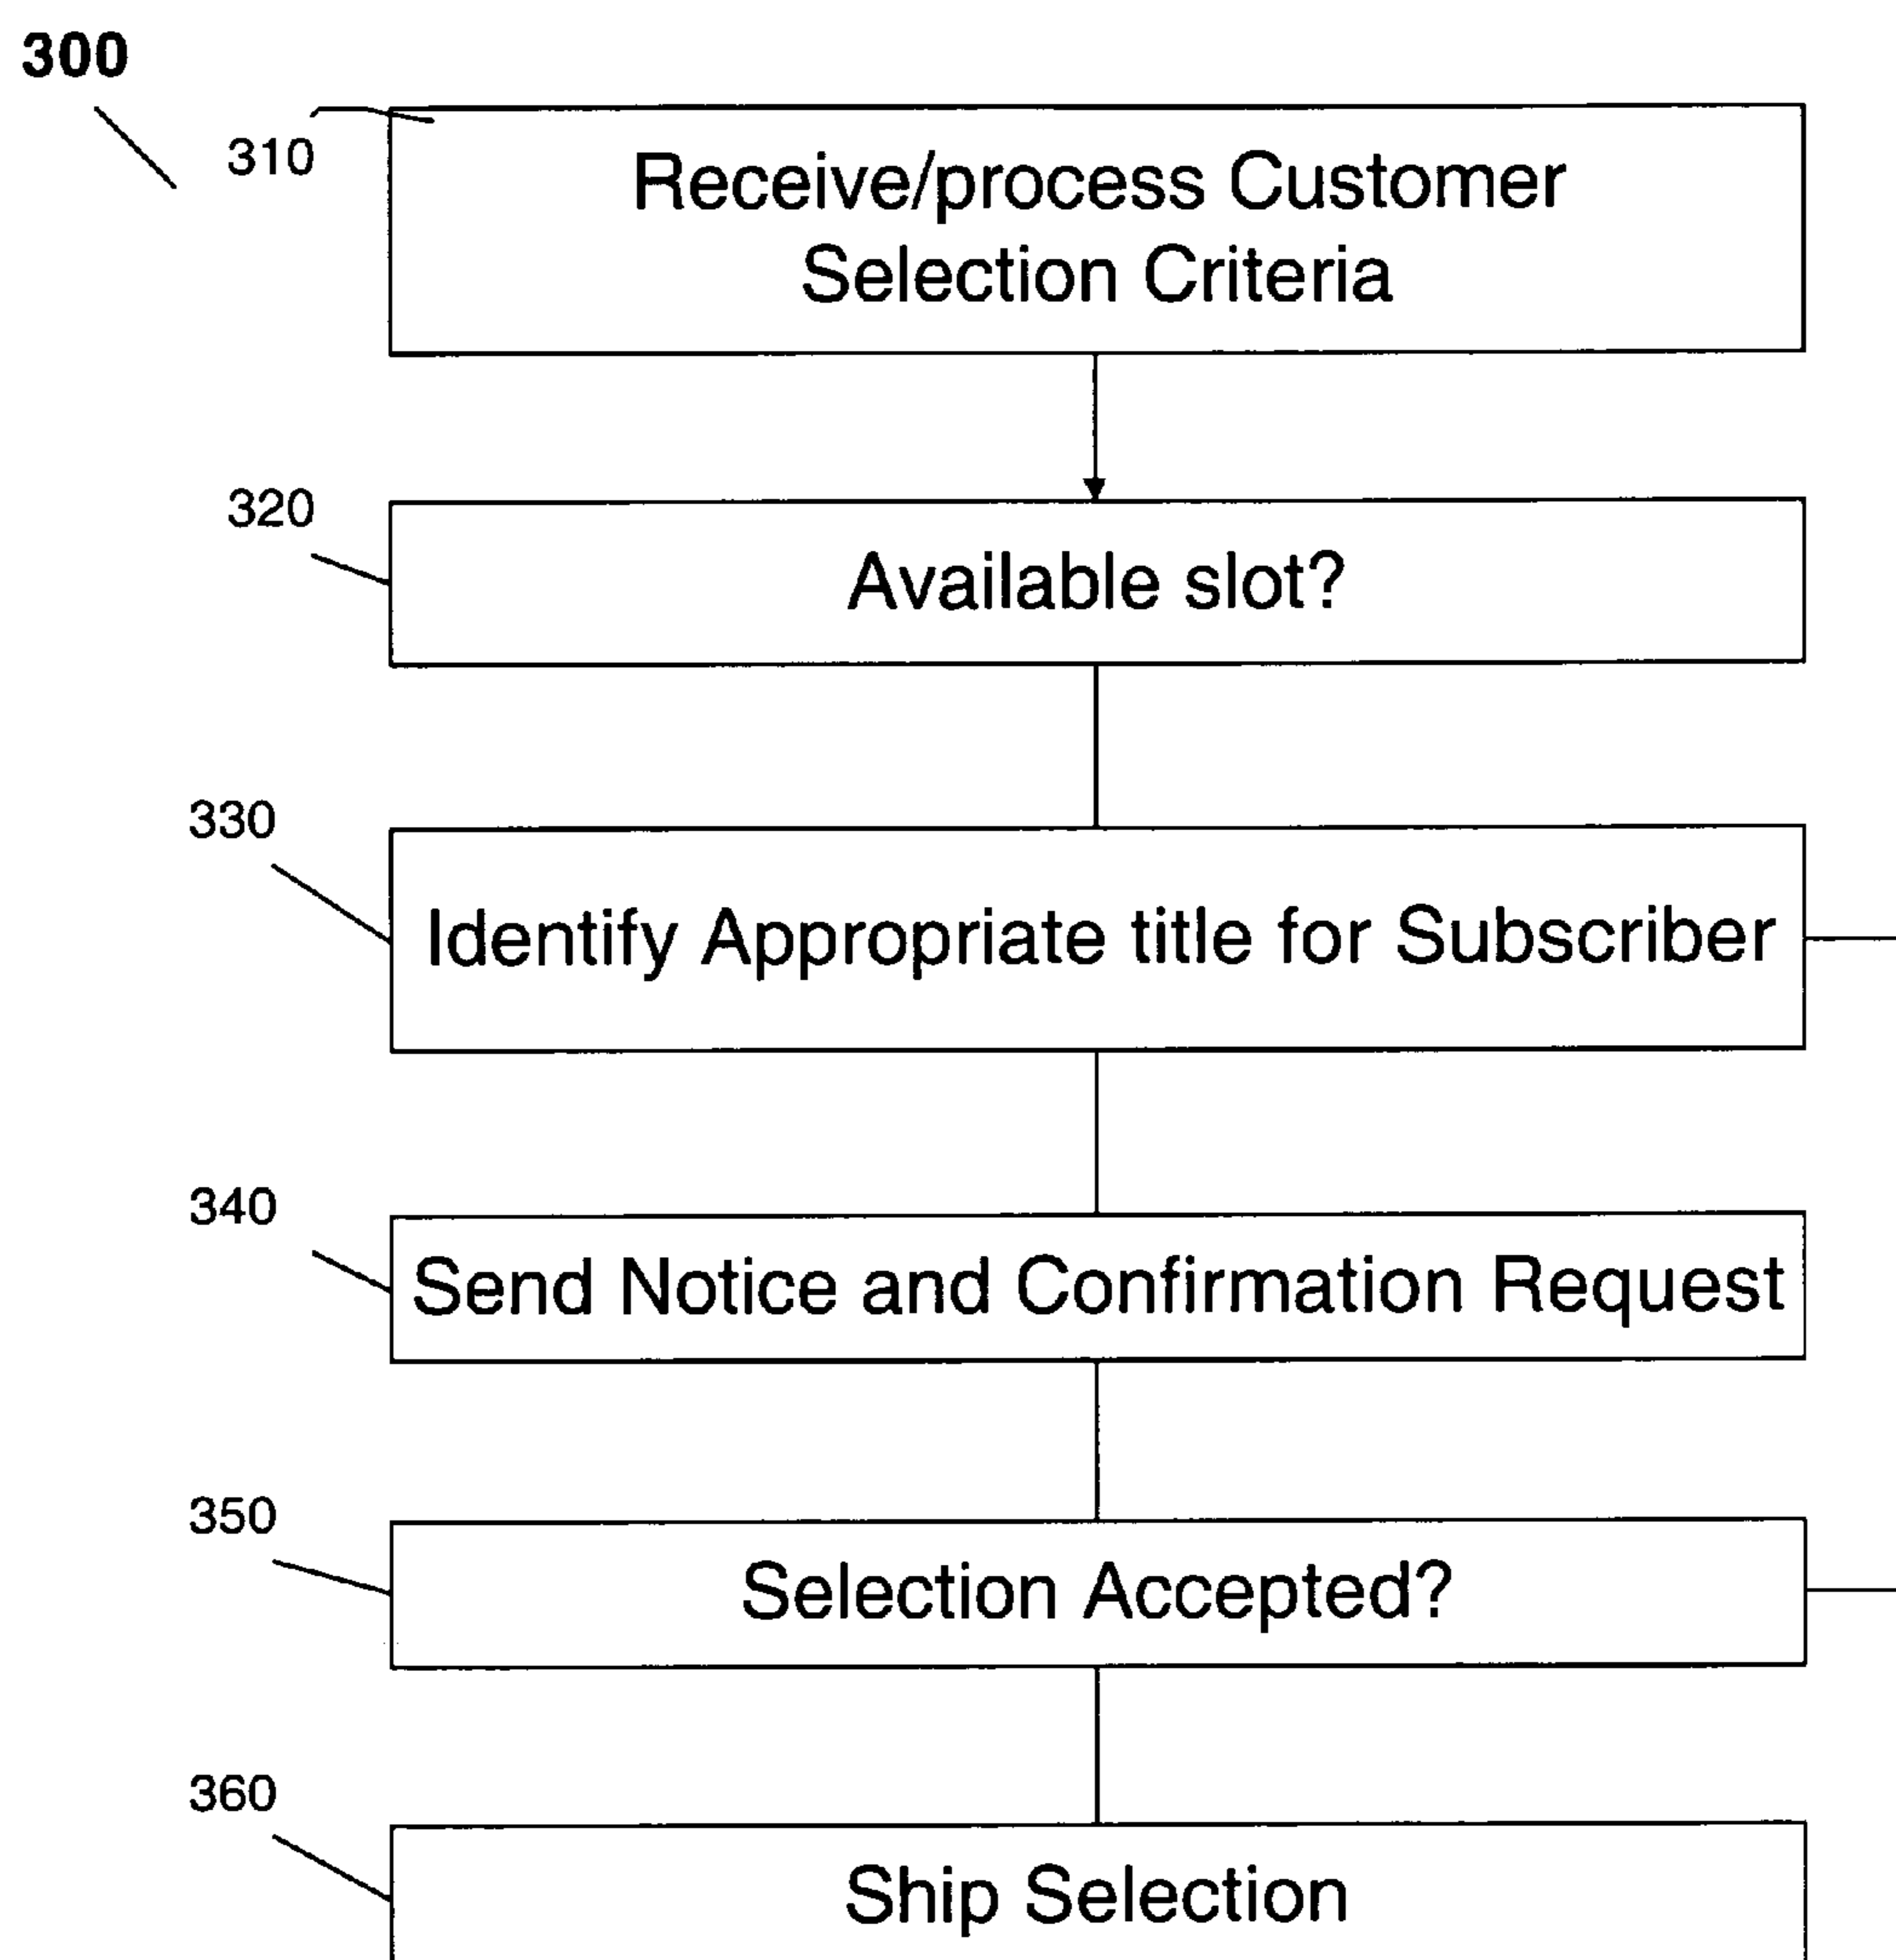 300
310
Receive/process Customer
Selection Criteria
320
Available slot?
330
Identify Appropriate title for Subscriber
340
Send Notice and Confirmation Request
350
Selection Accepted?
360
Ship Selection